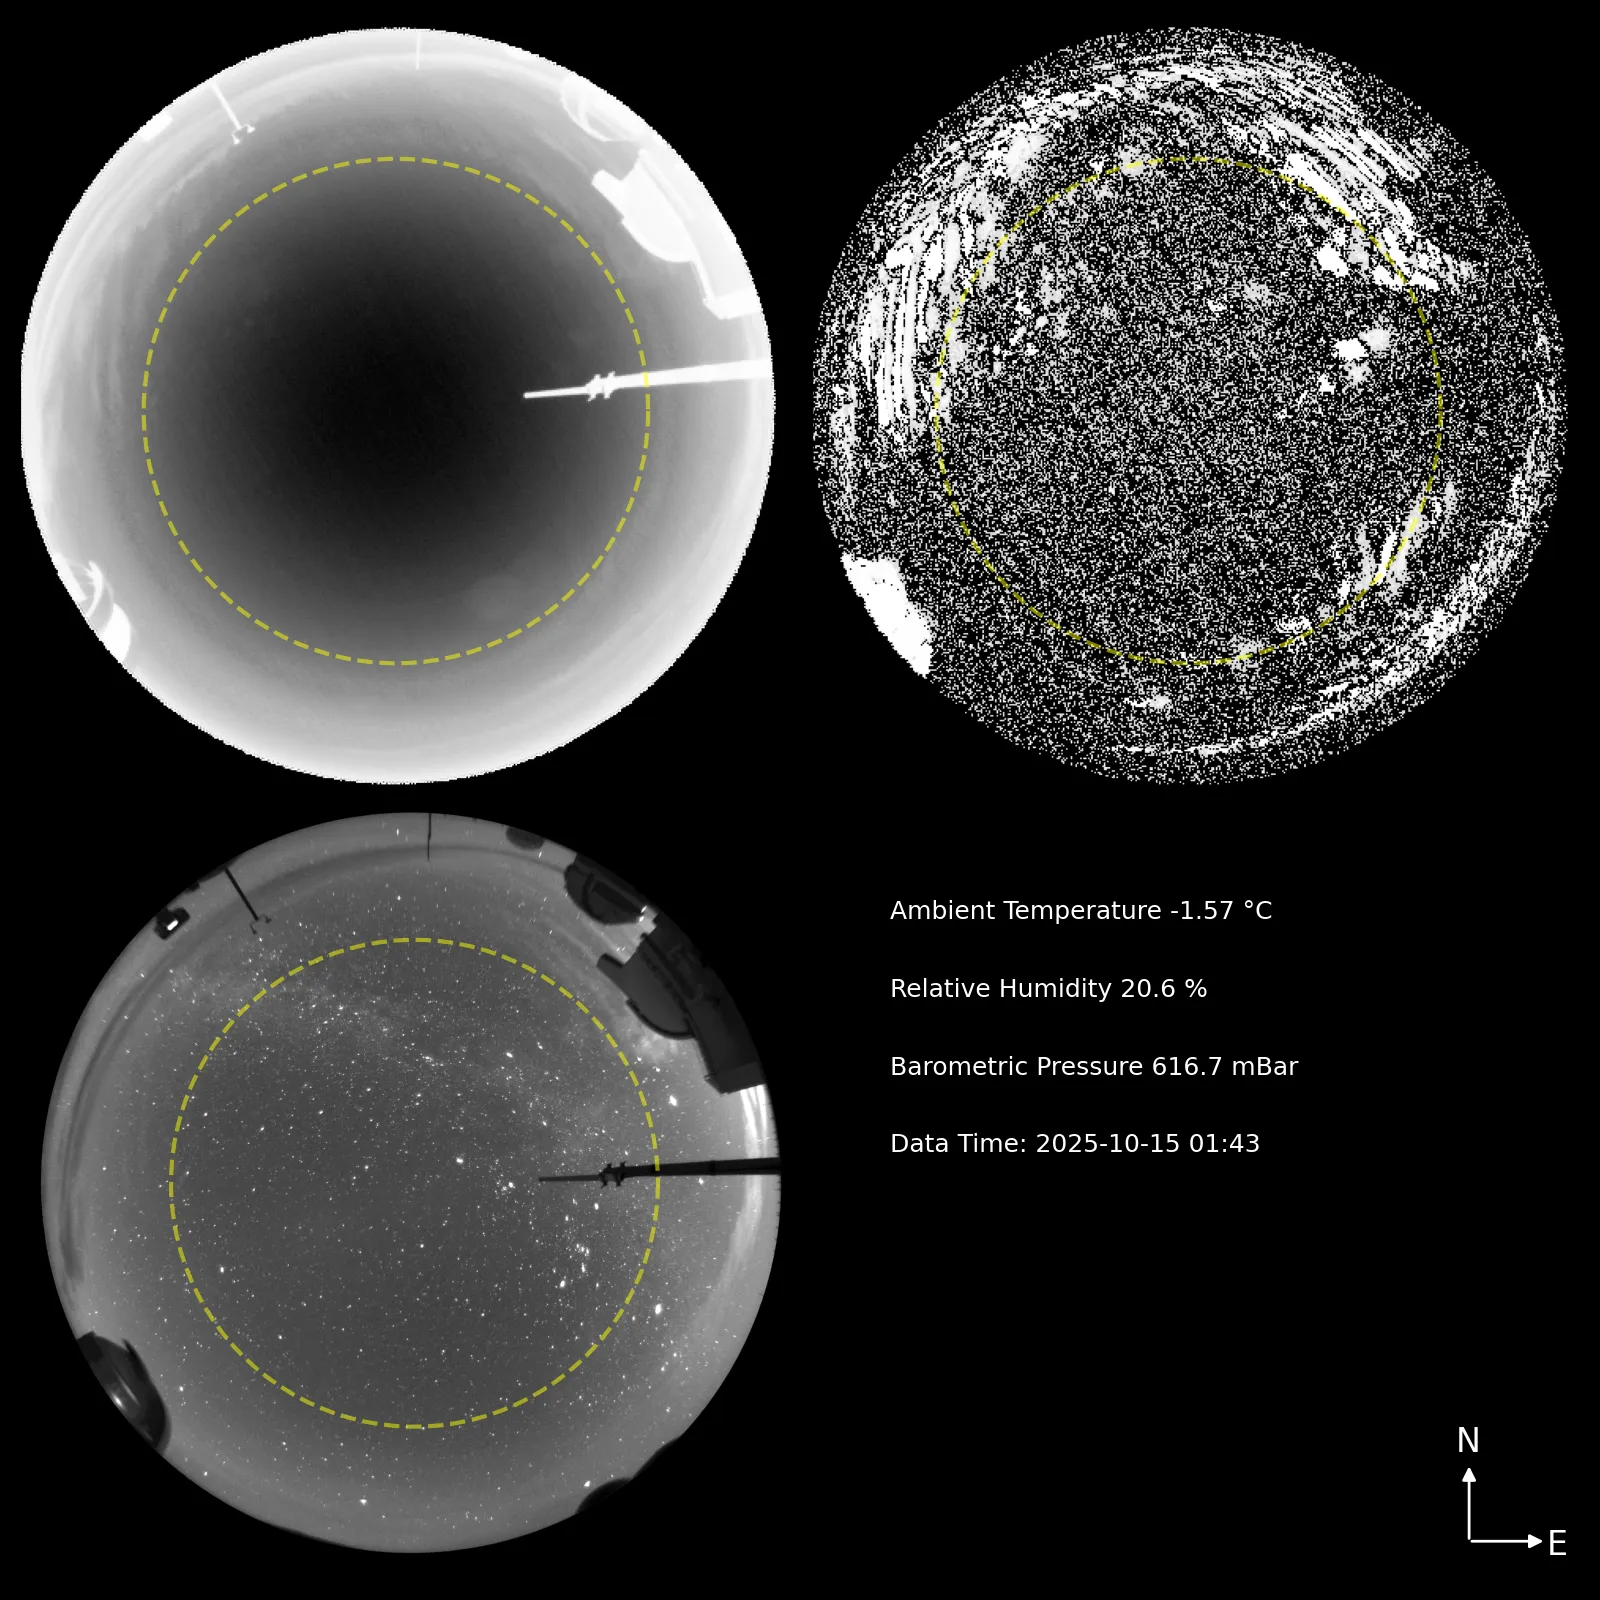 Ambient Temperature -1.57 °C
Relative Humidity 20.6 %
Barometric Pressure 616.7 mBar
Data Time: 2025-10-15 01:43
N
E